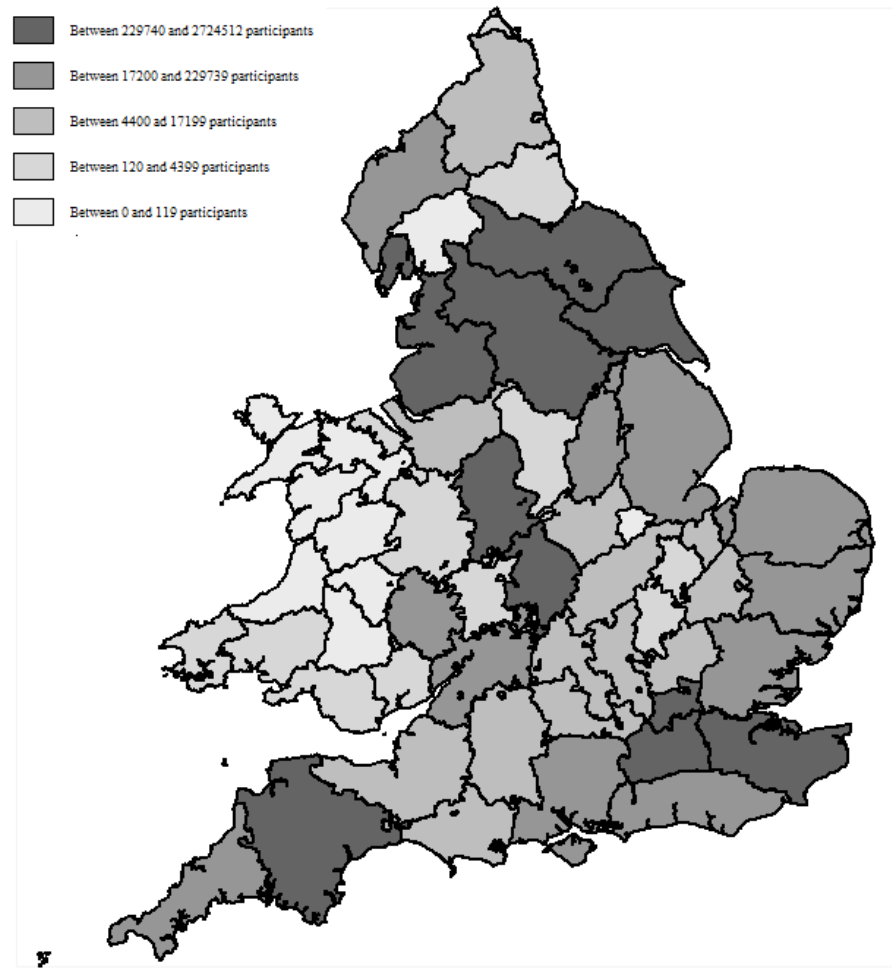 Between 229740 and 2724512 participants
Between 17200 and 229739 participants
Between 4400 ad 17199 participants
Between 120 and 4399 participants
Between 0 and 119 participants